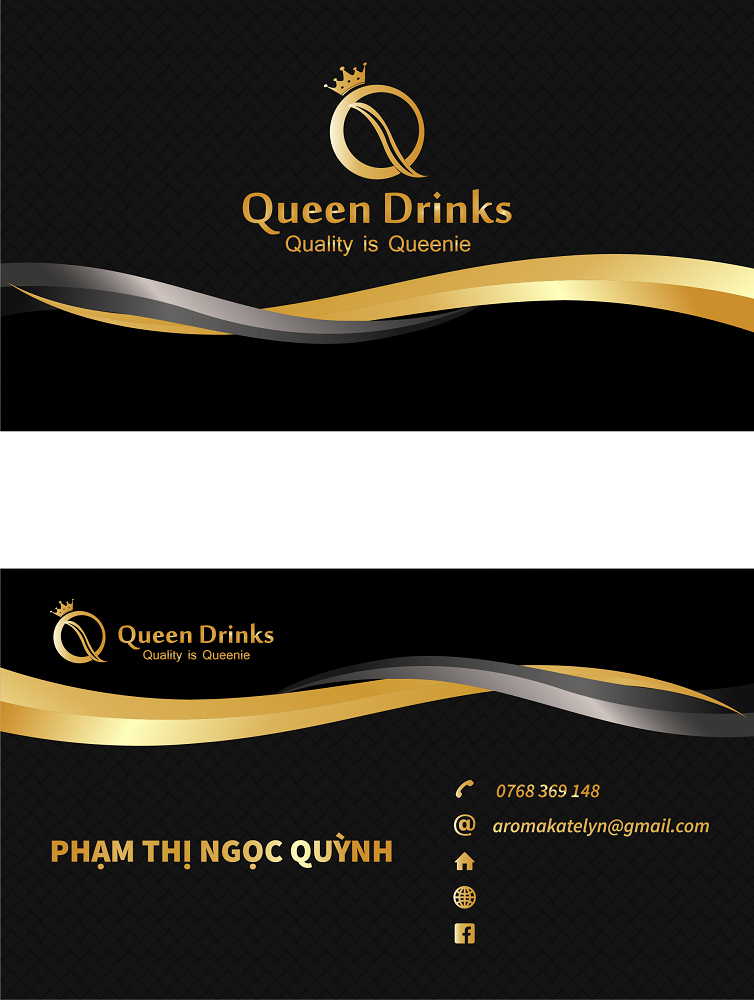 Queen Drinks
Quality is Queenie
Queen Drinks
Quality is Queenie
0768 369 148
aromakatelyn@gmail.com
PHẠM THỊ NGỌC QUỲNH